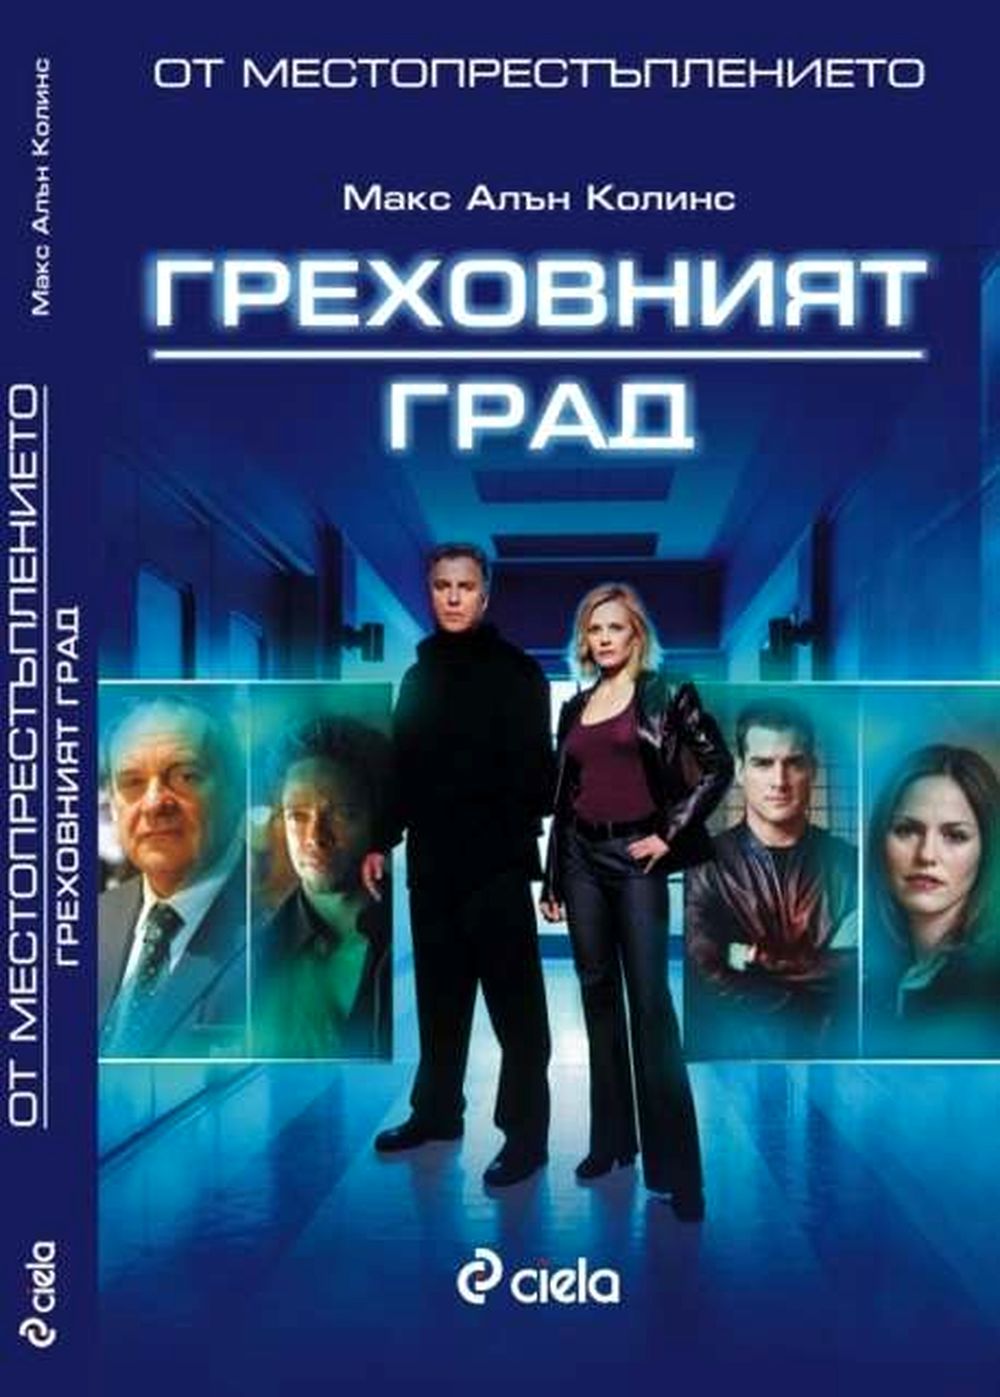 ОТ МЕСТОПРЕСТЪПЛЕНИЕТО
Макс Алън Колинс
ГРЕХОВНИЯТ
ГРАД
ciela
Макс Алън Колинс
ОТ МЕСТОПРЕСТЪПЛЕНИЕТО
ГРЕХОВНИЯТ ГРАД
ciela